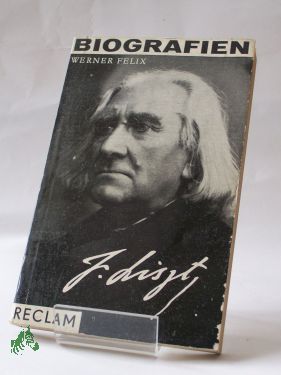 BIOGRAFIEN
WERNER FELIX
F. Liszt
RECLAM